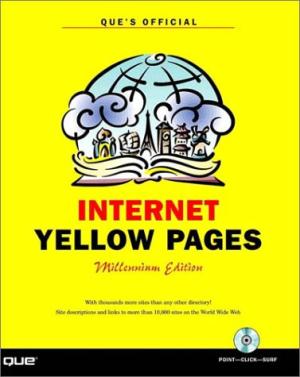 QUE'S OFFICIAL
INTERNET
YELLOW PAGES
Millennium Edition
With thousands more sites than any other directory!
Site descriptions and links to more than 10,000 sites on the World Wide Web
QUE
POINT—CLICK—SURF